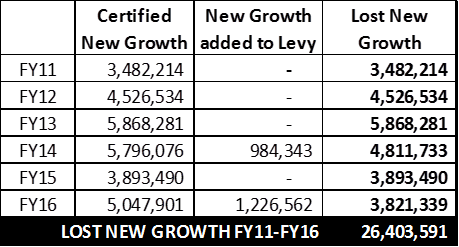 Certified New Growth New Growth added to Levy Lost New Growth
FY11 3,482,214 - 3,482,214
FY12 4,526,534 - 4,526,534
FY13 5,868,281 - 5,868,281
FY14 5,796,076 984,343 4,811,733
FY15 3,893,490 - 3,893,490
FY16 5,047,901 1,226,562 3,821,339
LOST NEW GROWTH FY11-FY16 26,403,591